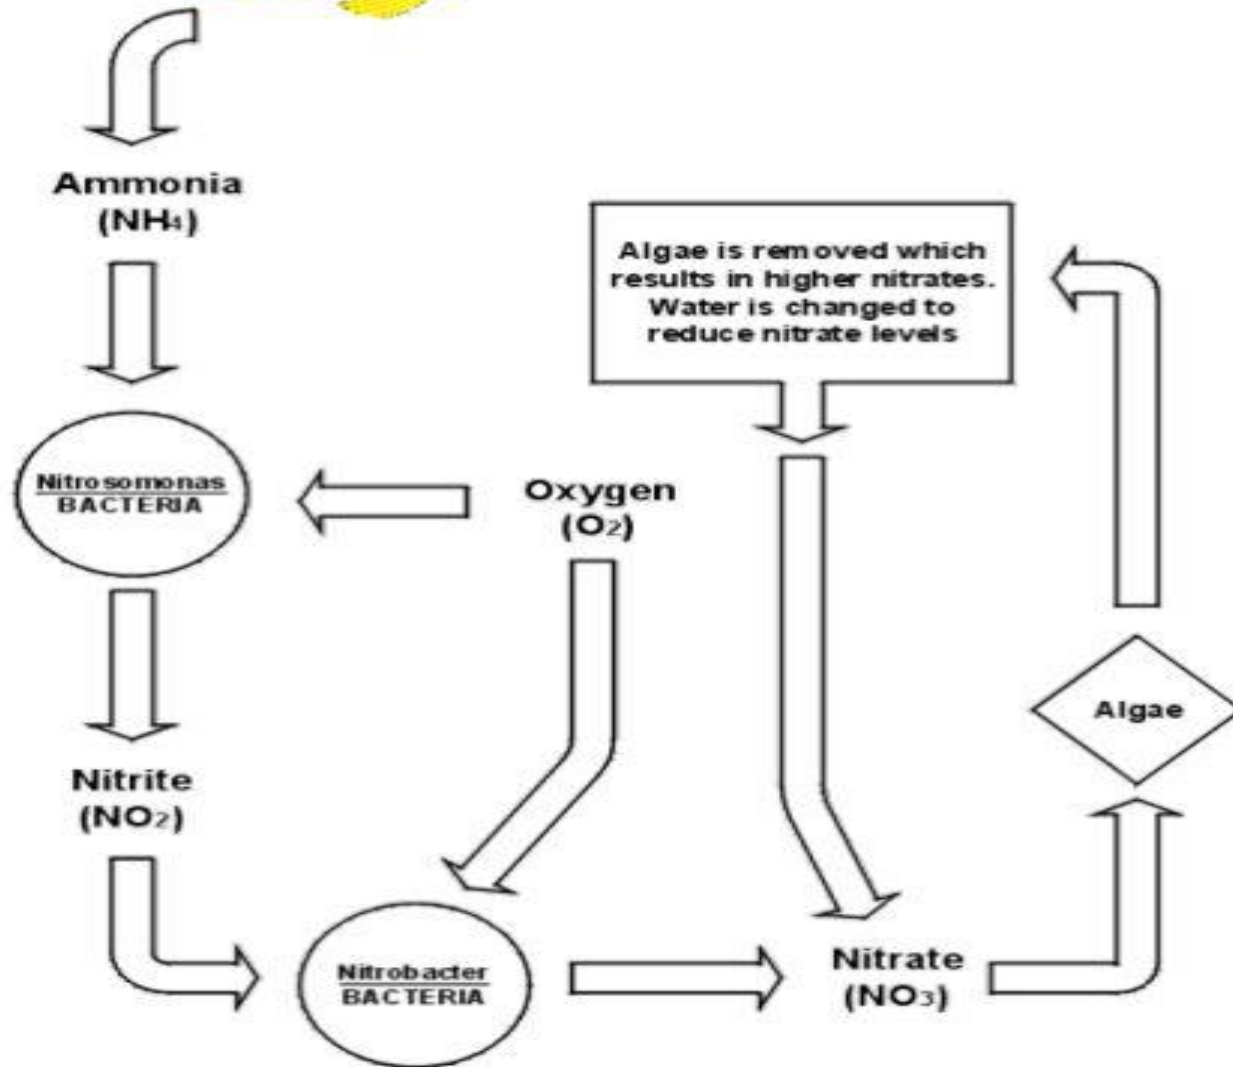 Ammonia
(NH₄)
Algae is removed which
results in higher nitrates.
Water is changed to
reduce nitrate levels
Nitrosomonas
BACTERIA
Oxygen
(O₂)
Algae
Nitrite
(NO₂)
Nitrobacter
BACTERIA
Nitrate
(NO₃)